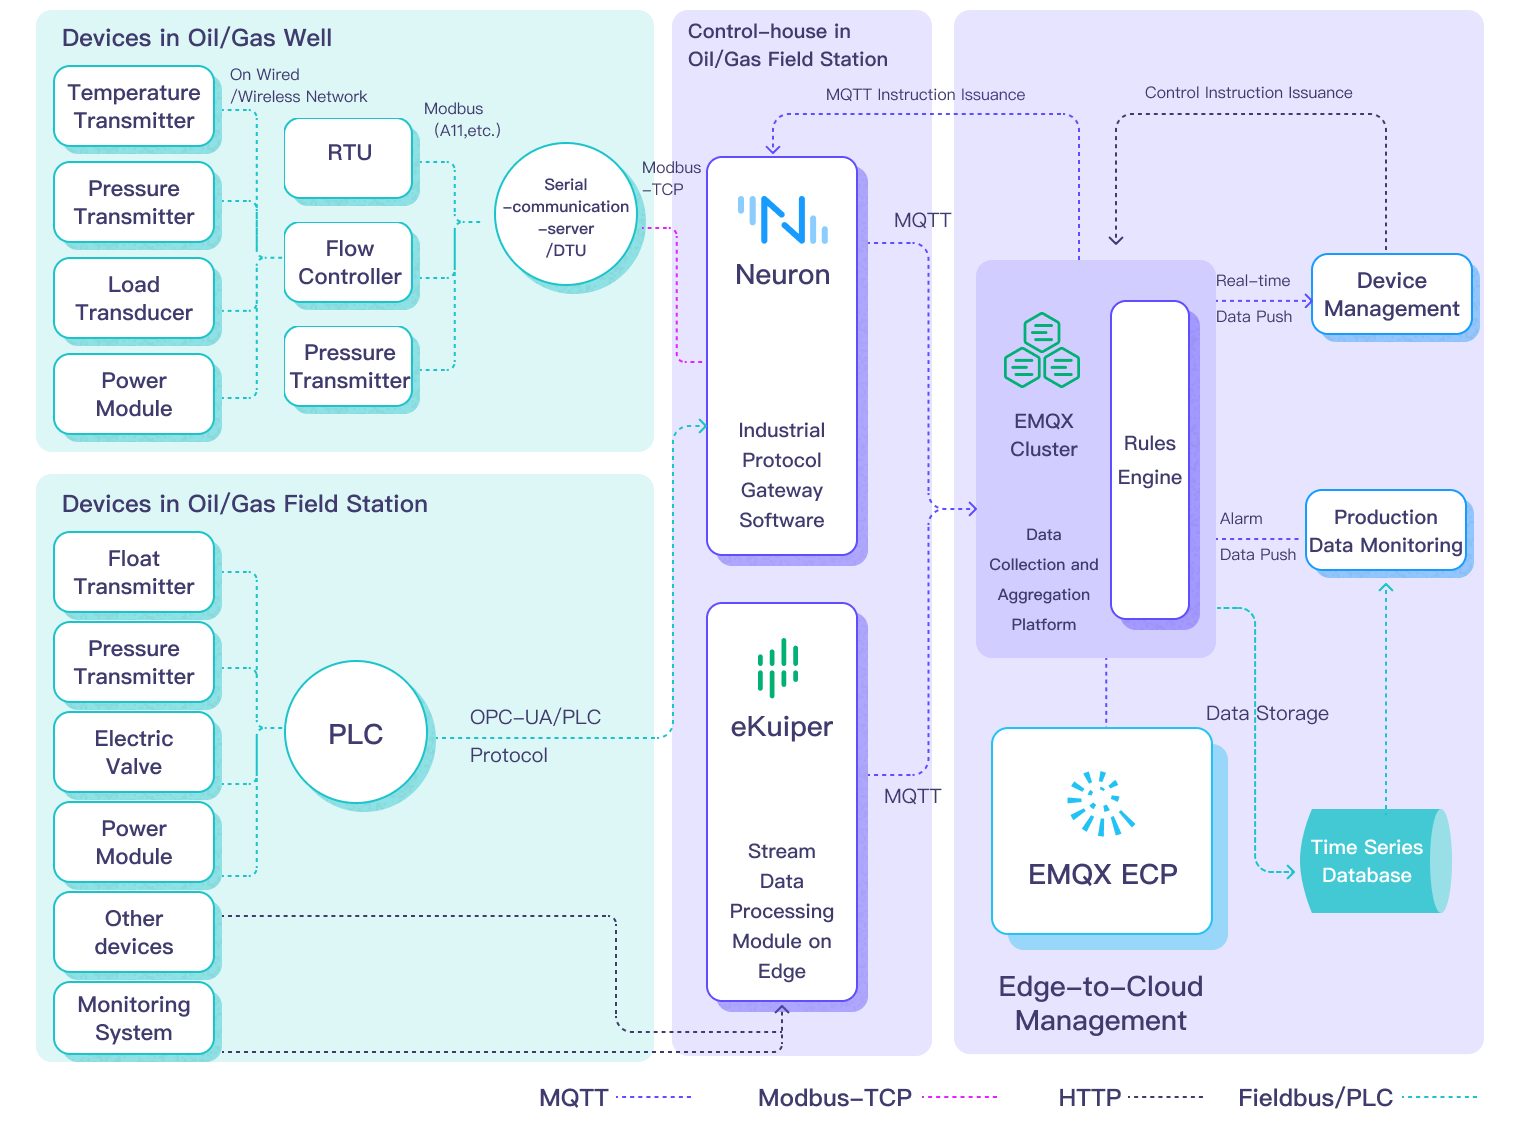 Devices in Oil/Gas Well
Temperature
Transmitter
Pressure
Transmitter
Load
Transducer
Power
Module
On Wired
/Wireless Network
RTU
Flow
Controller
Pressure
Transmitter
Modbus
(A11,etc.)
Serial
-communication
-server
/DTU
Modbus
-TCP
Devices in Oil/Gas Field Station
Float
Transmitter
Pressure
Transmitter
Electric
Valve
Power
Module
Other
devices
Monitoring
System
PLC
OPC-UA/PLC
Protocol
Control-house in
Oil/Gas Field Station
MQTT Instruction Issuance
Neuron
Industrial
Protocol
Gateway
Software
MQTT
eKuiper
Stream
Data
Processing
Module on
Edge
MQTT
Control Instruction Issuance
EMQX
Cluster
Data
Collection and
Aggregation
Platform
Rules
Engine
Real-time
Data Push
Device
Management
Alarm
Data Push
Production
Data Monitoring
Data Storage
EMQX ECP
Time Series
Database
Edge-to-Cloud
Management
MQTT
Modbus-TCP
HTTP
Fieldbus/PLC